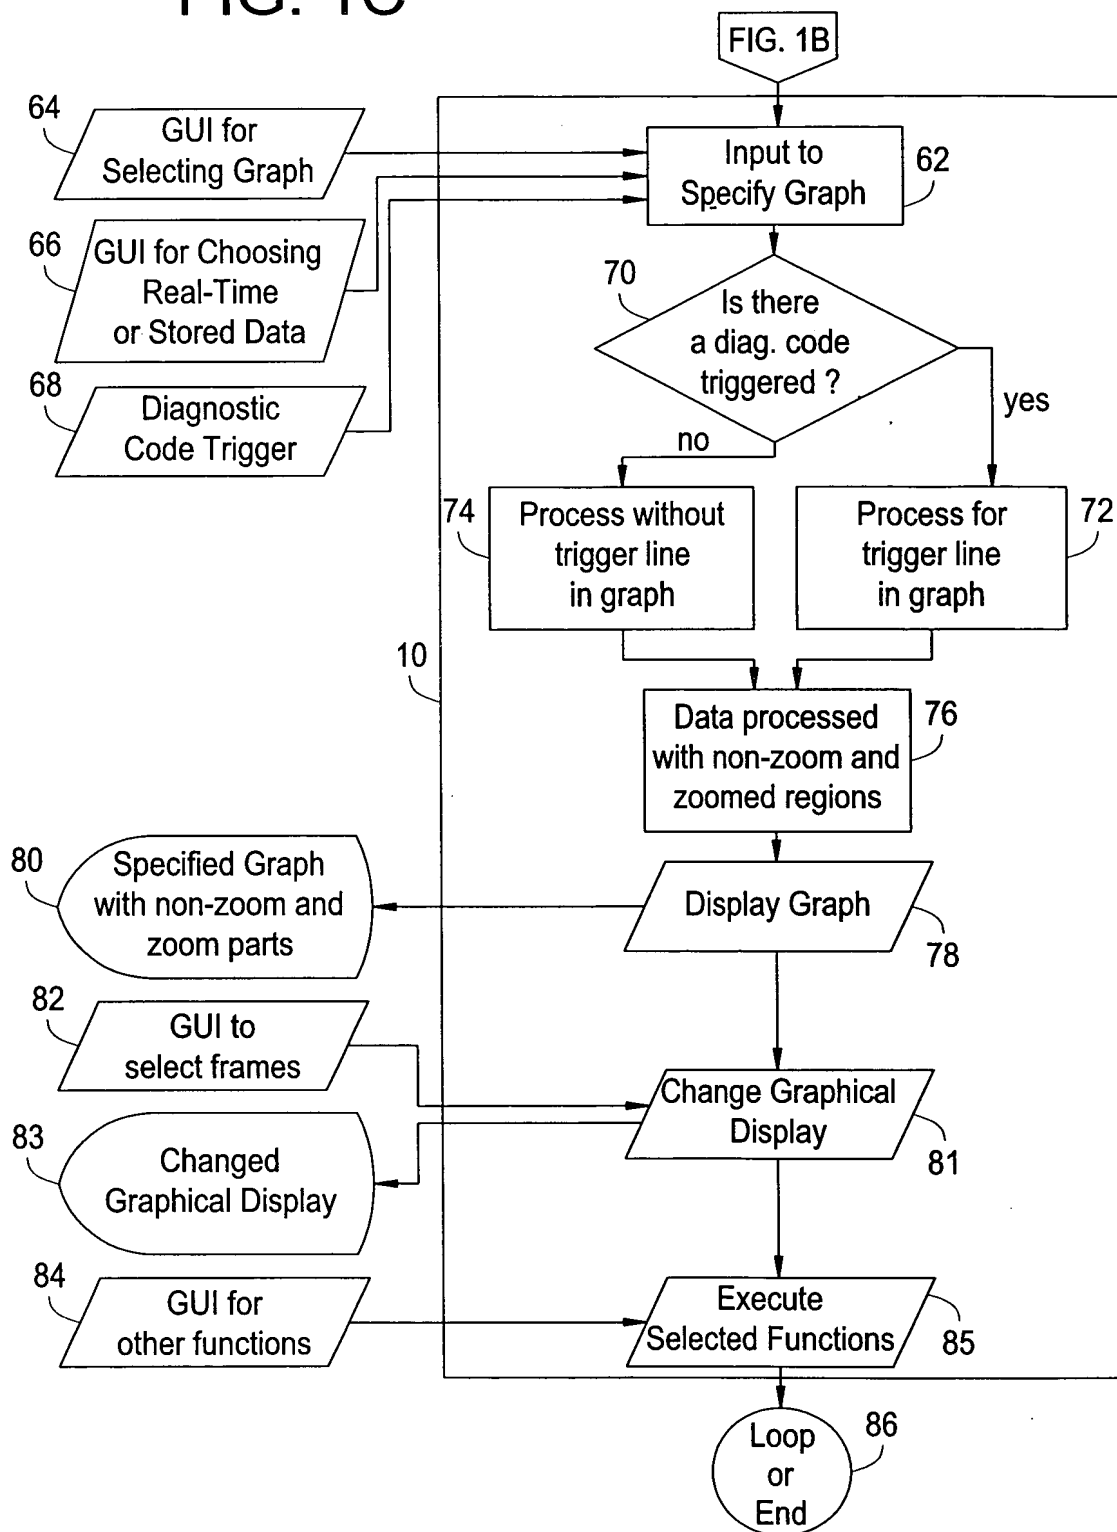 FIG. 1C
FIG. 1B
64
GUI for
Selecting Graph
Input to
Specify Graph
62
66
GUI for Choosing
Real-Time
or Stored Data
70
Is there
a diag. code
triggered ?
68
Diagnostic
Code Trigger
no
yes
74
Process without
trigger line
in graph
Process for
trigger line
in graph
72
10
Data processed
with non-zoom and
zoomed regions
76
80
Specified Graph
with non-zoom and
zoom parts
Display Graph
78
82
GUI to
select frames
Change Graphical
Display
81
83
Changed
Graphical Display
84
GUI for
other functions
Execute
Selected Functions
85
Loop
or
End
86